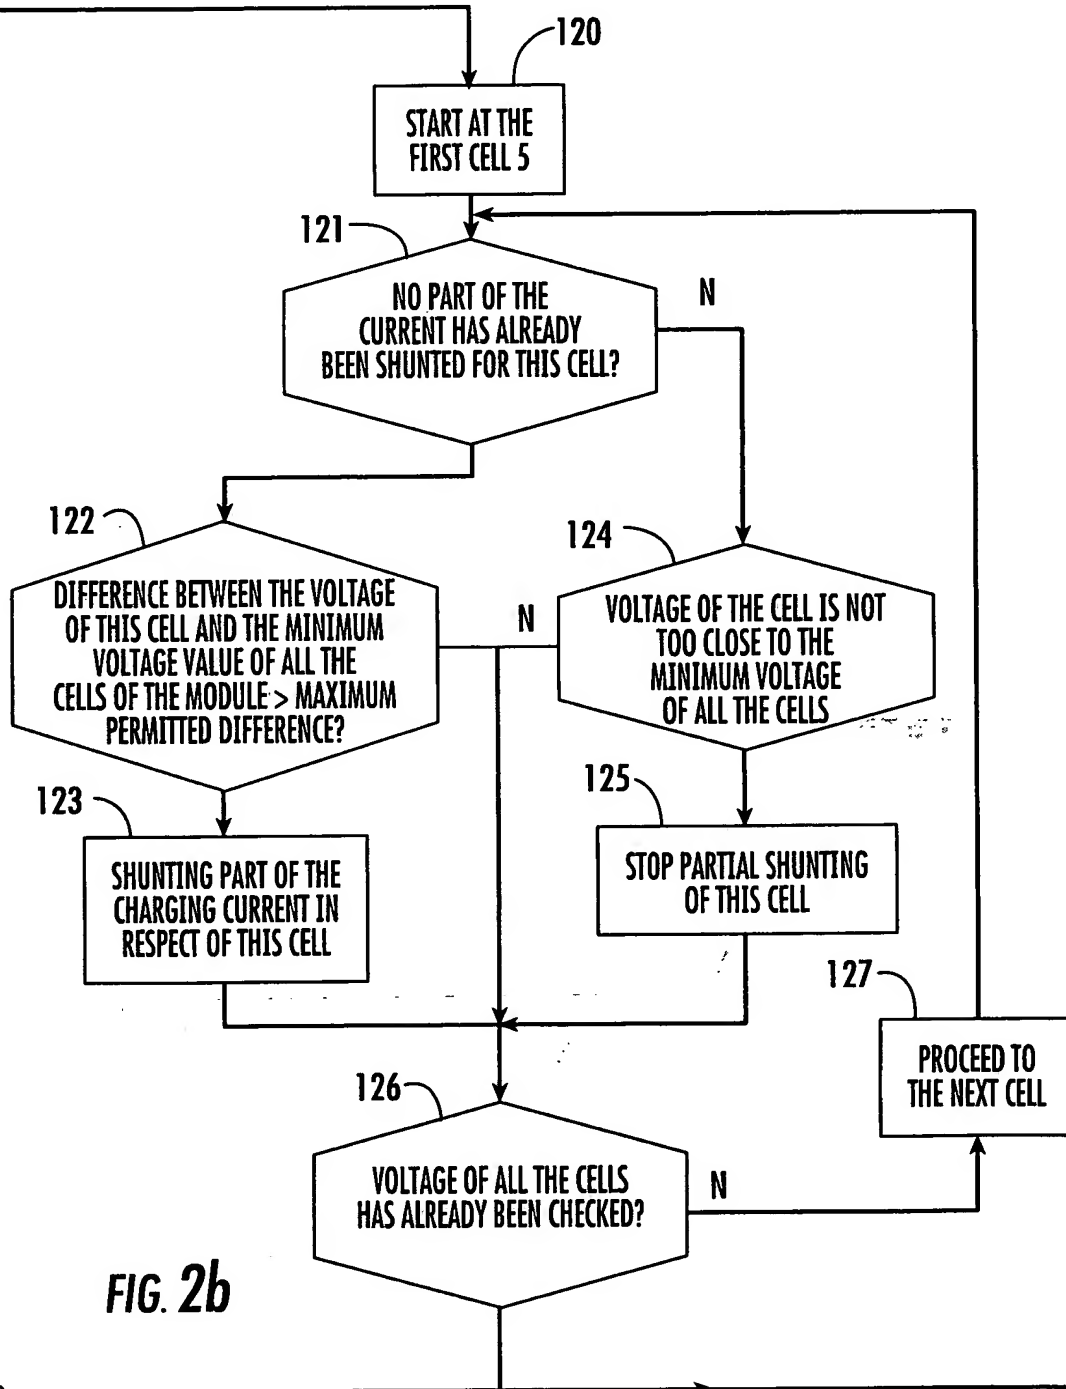 120
START AT THE
FIRST CELL 5
121
NO PART OF THE
CURRENT HAS ALREADY
BEEN SHUNTED FOR THIS CELL?
N
122
DIFFERENCE BETWEEN THE VOLTAGE
OF THIS CELL AND THE MINIMUM
VOLTAGE VALUE OF ALL THE
CELLS OF THE MODULE > MAXIMUM
PERMITTED DIFFERENCE?
N
124
VOLTAGE OF THE CELL IS NOT
TOO CLOSE TO THE
MINIMUM VOLTAGE
OF ALL THE CELLS
123
SHUNTING PART OF THE
CHARGING CURRENT IN
RESPECT OF THIS CELL
125
STOP PARTIAL SHUNTING
OF THIS CELL
127
PROCEED TO
THE NEXT CELL
126
VOLTAGE OF ALL THE CELLS
HAS ALREADY BEEN CHECKED?
N
FIG. 2b